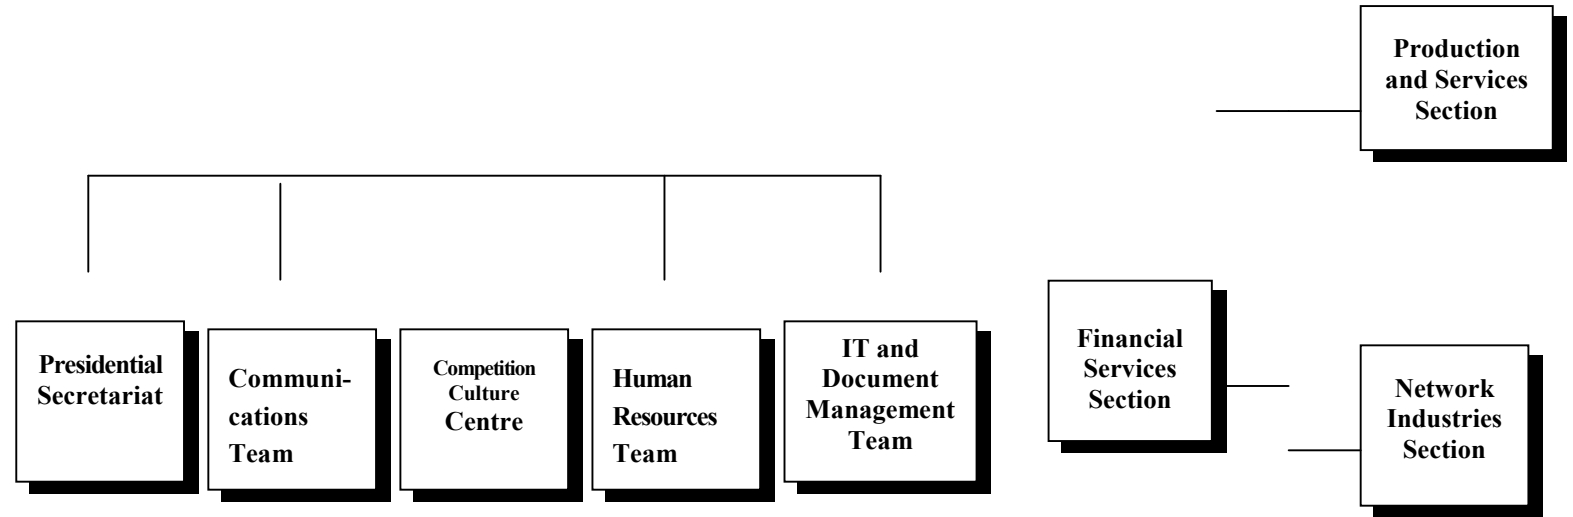 Production
and Services
Section
Presidential
Secretariat
Communi-
cations
Team
Competition
Culture
Centre
Human
Resources
Team
IT and
Document
Management
Team
Financial
Services
Section
Network
Industries
Section